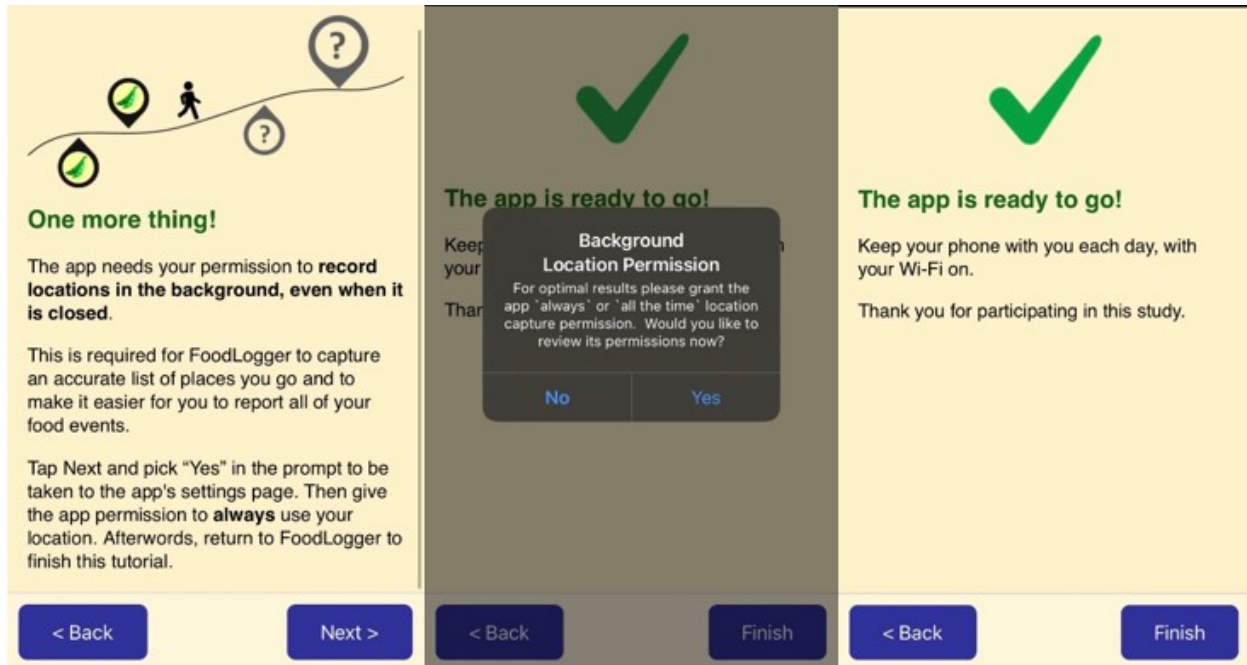 ?
?
One more thing!
The app needs your permission to record
locations in the background, even when it
is closed.
This is required for FoodLogger to capture
an accurate list of places you go and to
make it easier for you to report all of your
food events.
Tap Next and pick “Yes” in the prompt to be
taken to the app's settings page. Then give
the app permission to always use your
location. Afterwords, return to FoodLogger to
finish this tutorial.
< Back
Next >
The app is ready to go!
Keep
your
Than
Background
Location Permission
For optimal results please grant the
app `always` or `all the time` location
capture permission. Would you like to
review its permissions now?
No
Yes
< Back
Finish
The app is ready to go!
Keep your phone with you each day, with
your Wi-Fi on.
Thank you for participating in this study.
< Back
Finish